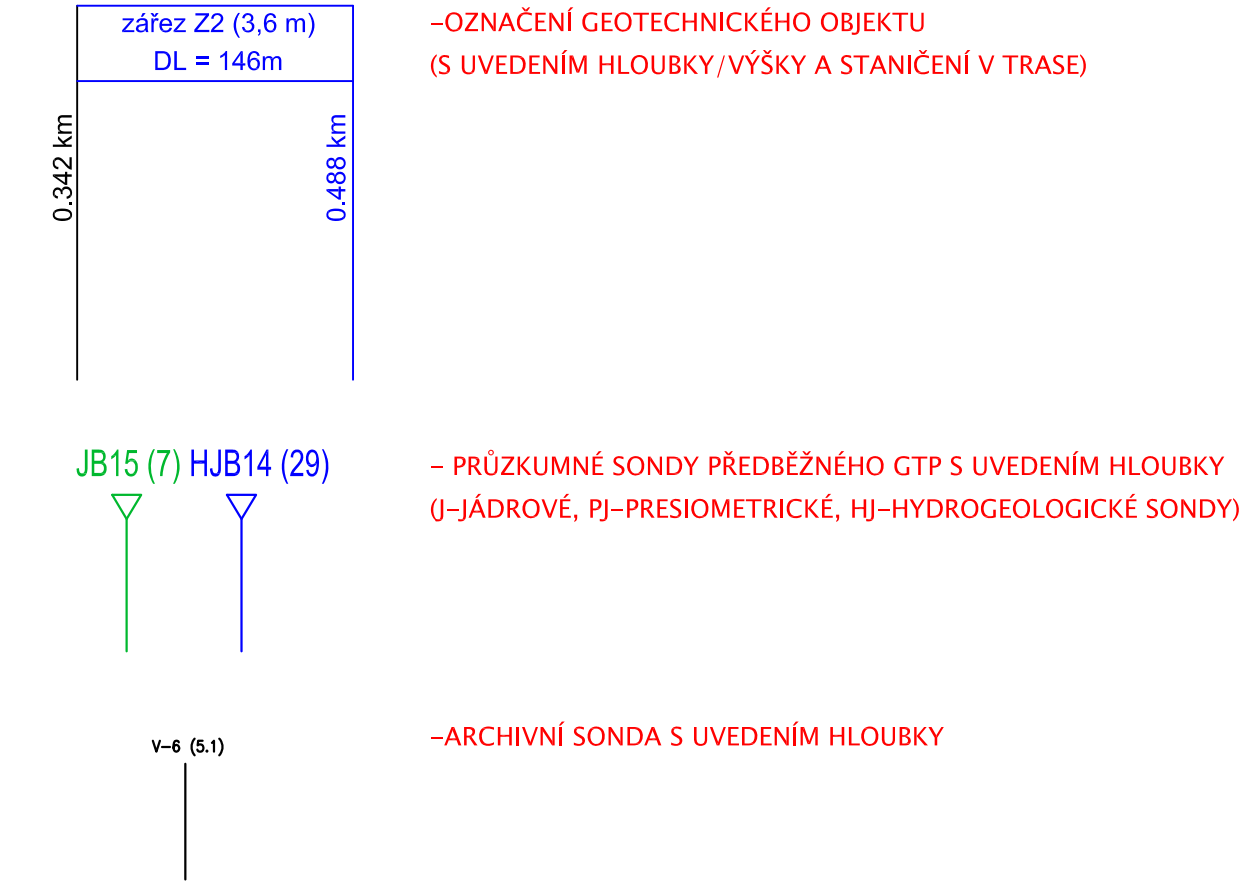 zářez Z2 (3,6 m)
DL = 146m
0.342 km
0.488 km
–OZNAČENÍ GEOTECHNICKÉHO OBJEKTU
(S UVEDENÍM HLOUBKY/VÝŠKY A STANIČENÍ V TRASE)
JB15 (7) HJB14 (29)
– PRŮZKUMNÉ SONDY PŘEDBĚŽNÉHO GTP S UVEDENÍM HLOUBKY
(J–JÁDROVÉ, PJ–PRESIOMETRICKÉ, HJ–HYDROGEOLOGICKÉ SONDY)
V–6 (5.1)
–ARCHIVNÍ SONDA S UVEDENÍM HLOUBKY